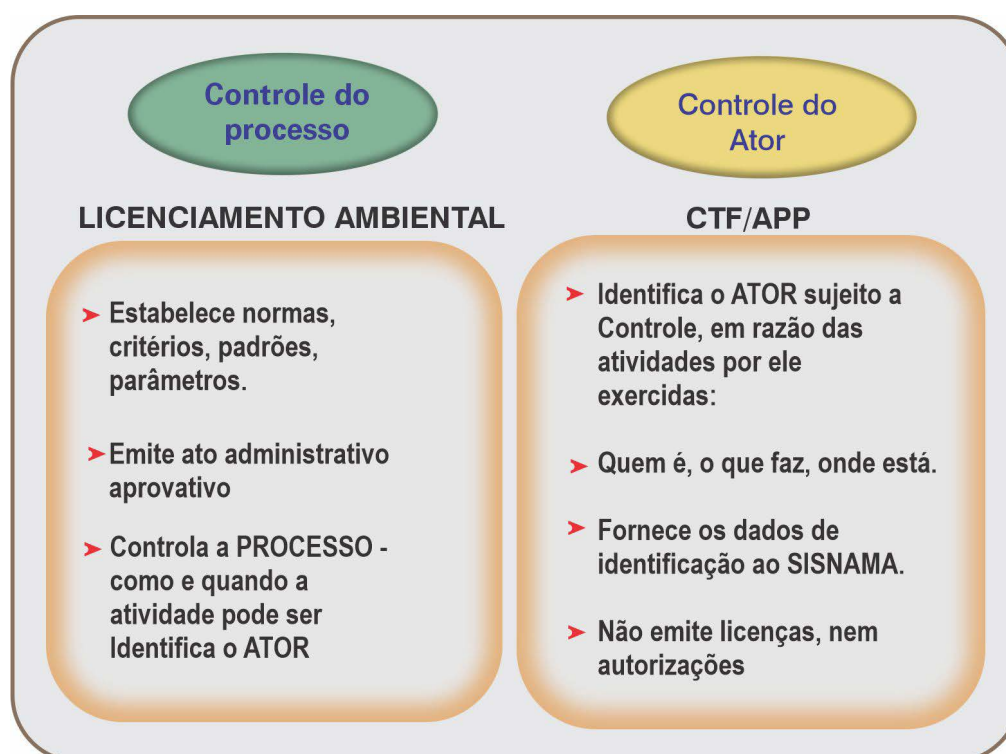 Controle do
processo
LICENCIAMENTO AMBIENTAL
➤ Estabelece normas,
critérios, padrões,
parâmetros.
➤ Emite ato administrativo
aprovativo
➤ Controla a PROCESSO -
como e quando a
atividade pode ser
Identifica o ATOR
Controle do
Ator
CTF/APP
➤ Identifica o ATOR sujeito a
Controle, em razão das
atividades por ele
exercidas:
➤ Quem é, o que faz, onde está.
➤ Fornece os dados de
identificação ao SISNAMA.
➤ Não emite licenças, nem
autorizações